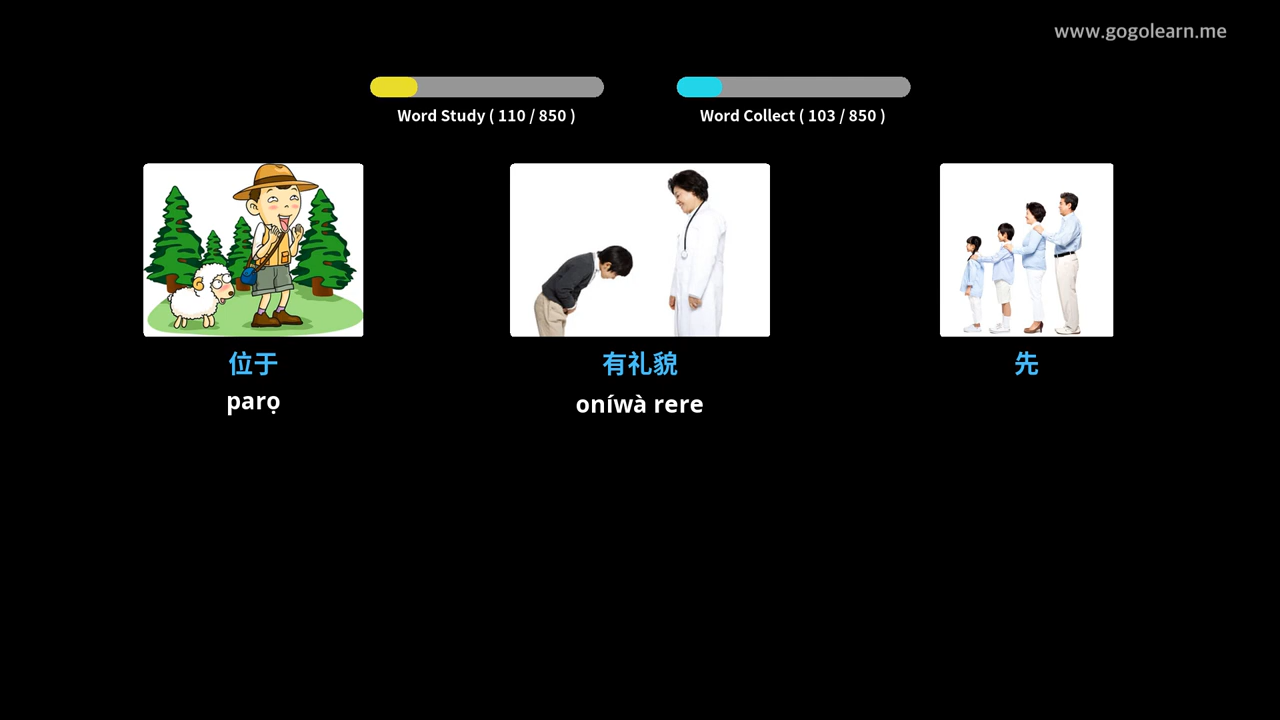 www.gogolearn.me
Word Study ( 110 / 850 )
Word Collect ( 103 / 850 )
位于
有礼貌
先
parọ
oníwà rere